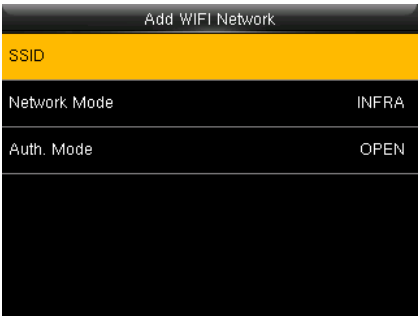 Add WIFI Network
SSID
Network Mode INFRA
Auth. Mode OPEN